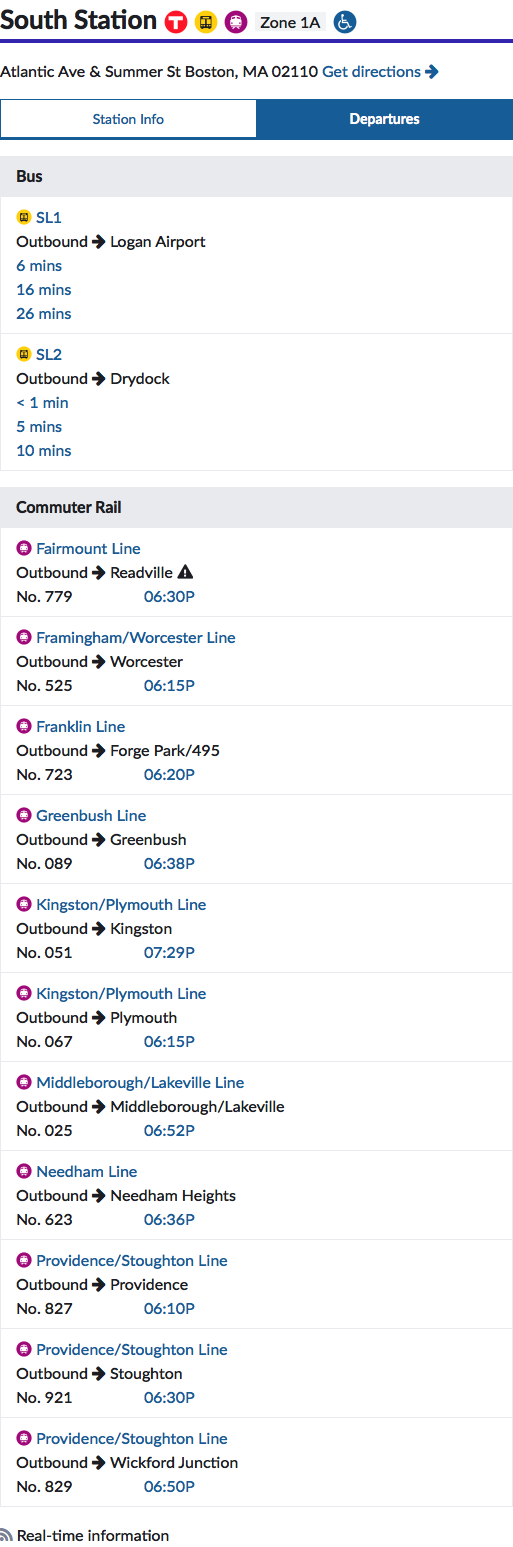 South Station T Zone 1A
Atlantic Ave & Summer St Boston, MA 02110 Get directions
Station Info Departures
Bus
SL1
Outbound Logan Airport
6 mins
16 mins
26 mins
SL2
Outbound Drydock
< 1 min
5 mins
10 mins
Commuter Rail
Fairmount Line
Outbound Readville
No. 779 06:30P
Framingham/Worcester Line
Outbound Worcester
No. 525 06:15P
Franklin Line
Outbound Forge Park/495
No. 723 06:20P
Greenbush Line
Outbound Greenbush
No. 089 06:38P
Kingston/Plymouth Line
Outbound Kingston
No. 051 07:29P
Kingston/Plymouth Line
Outbound Plymouth
No. 067 06:15P
Middleborough/Lakeville Line
Outbound Middleborough/Lakeville
No. 025 06:52P
Needham Line
Outbound Needham Heights
No. 623 06:36P
Providence/Stoughton Line
Outbound Providence
No. 827 06:10P
Providence/Stoughton Line
Outbound Stoughton
No. 921 06:30P
Providence/Stoughton Line
Outbound Wickford Junction
No. 829 06:50P
Real-time information